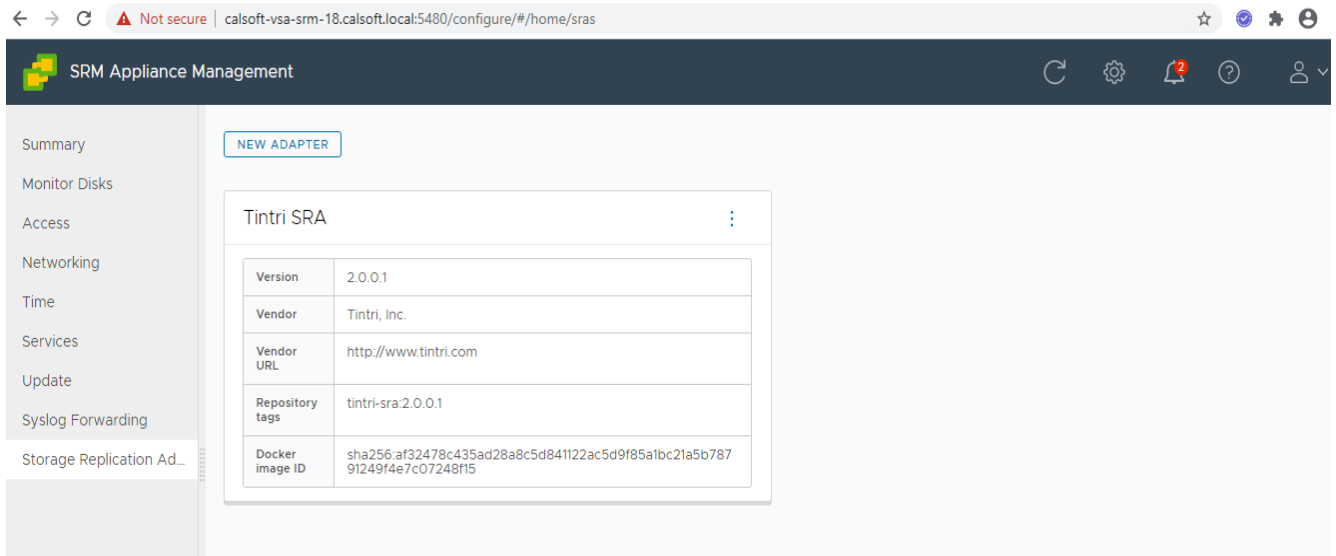 Not secure calsoft-vsa-srm-18.calsoft.local:5480/configure/#/home/sras
SRM Appliance Management
2
Summary
Monitor Disks
Access
Networking
Time
Services
Update
Syslog Forwarding
Storage Replication Ad...
NEW ADAPTER
Tintri SRA
Version 2.0.0.1
Vendor Tintri, Inc.
Vendor URL http://www.tintri.com
Repository tags tintri-sra:2.0.0.1
Docker image ID sha256:af32478c435ad28a8c5d841122ac5d9f85a1bc21a5b787
91249f4e7c07248f15